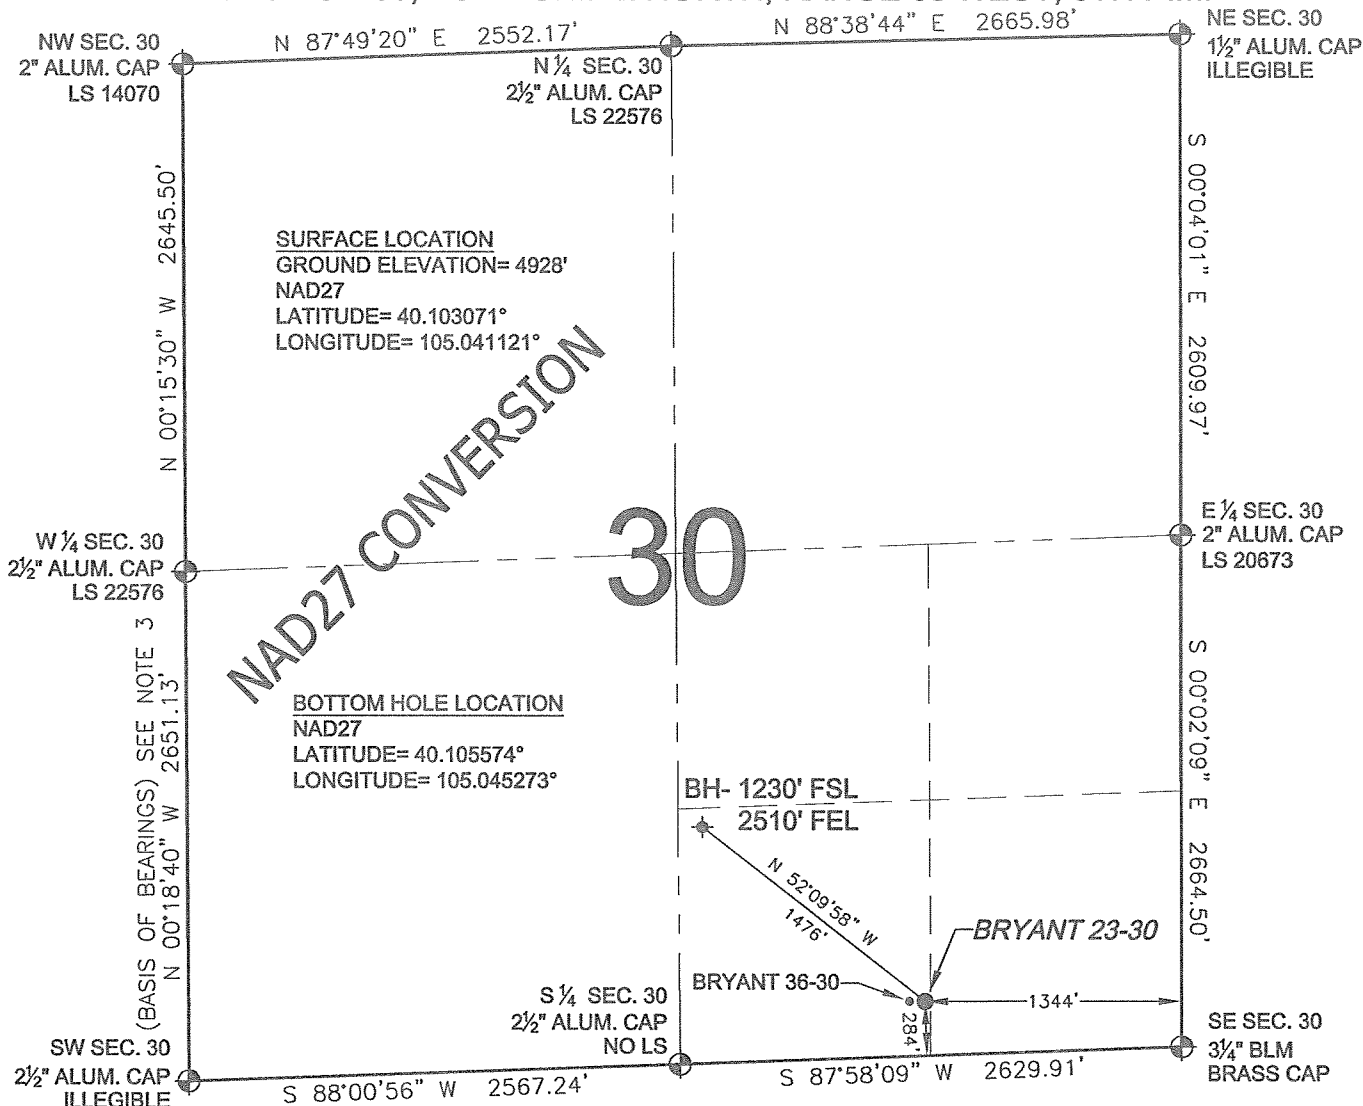 N 87°49'20" E 2552.17'
N 88°38'44" E 2665.98'
NW SEC. 30
2" ALUM. CAP
LS 14070
N ¼ SEC. 30
2½" ALUM. CAP
LS 22576
NE SEC. 30
1½" ALUM. CAP
ILLEGIBLE
N 00°15'30" W 2645.50'
S 00°04'01" E 2609.97'
SURFACE LOCATION
GROUND ELEVATION= 4928'
NAD27
LATITUDE= 40.103071°
LONGITUDE= 105.041121°
NAD27 CONVERSION
30
W ¼ SEC. 30
2½" ALUM. CAP
LS 22576
E ¼ SEC. 30
2" ALUM. CAP
LS 20673
(BASIS OF BEARINGS) SEE NOTE 3
N 00°18'40" W 2651.13'
S 00°02'09" E 2664.50'
BOTTOM HOLE LOCATION
NAD27
LATITUDE= 40.105574°
LONGITUDE= 105.045273°
BH- 1230' FSL
2510' FEL
N 52°09'58" W
1476'
BRYANT 23-30
BRYANT 36-30
1344'
284'
S ¼ SEC. 30
2½" ALUM. CAP
NO LS
SW SEC. 30
2½" ALUM. CAP
ILLEGIBLE
SE SEC. 30
3¼" BLM
BRASS CAP
S 88°00'56" W 2567.24'
S 87°58'09" W 2629.91'